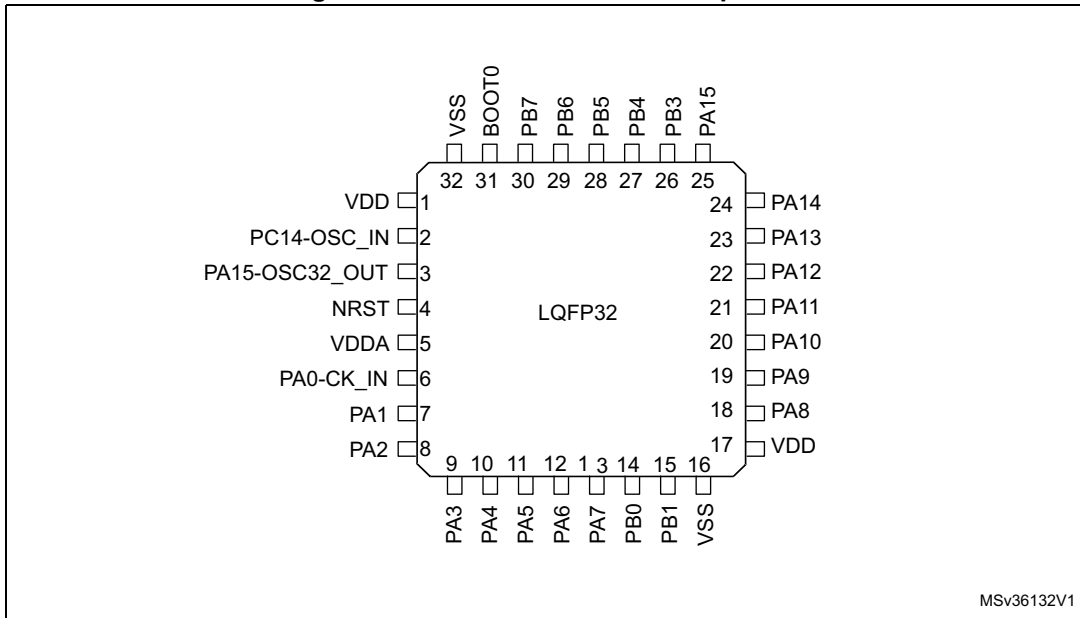 VSS
BOOT0
PB7
PB6
PB5
PB4
PB3
PA15
32 31 30 29 28 27 26 25
VDD 1
PC14-OSC_IN 2
PA15-OSC32_OUT 3
NRST 4
VDDA 5
PA0-CK_IN 6
PA1 7
PA2 8
LQFP32
24 PA14
23 PA13
22 PA12
21 PA11
20 PA10
19 PA9
18 PA8
17 VDD
9 10 11 12 1 3 14 15 16
PA3
PA4
PA5
PA6
PA7
PB0
PB1
VSS
MSv36132V1